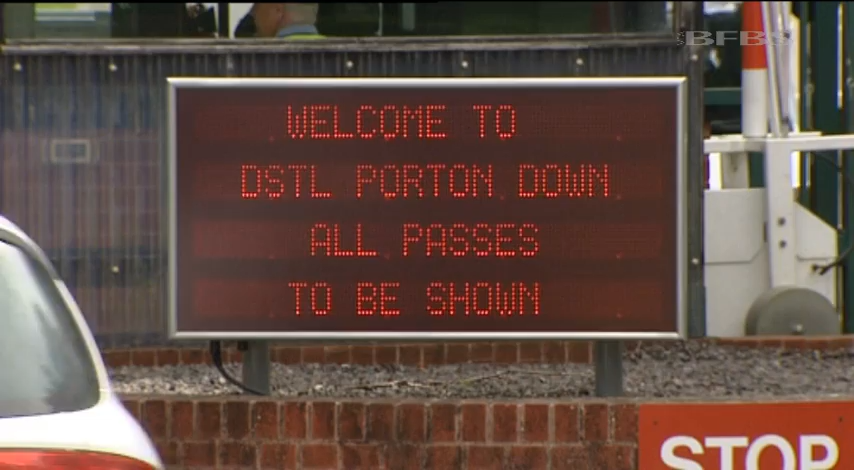 BFBS
WELCOME TO
DSTL PORTON DOWN
ALL PASSES
TO BE SHOWN
STOP